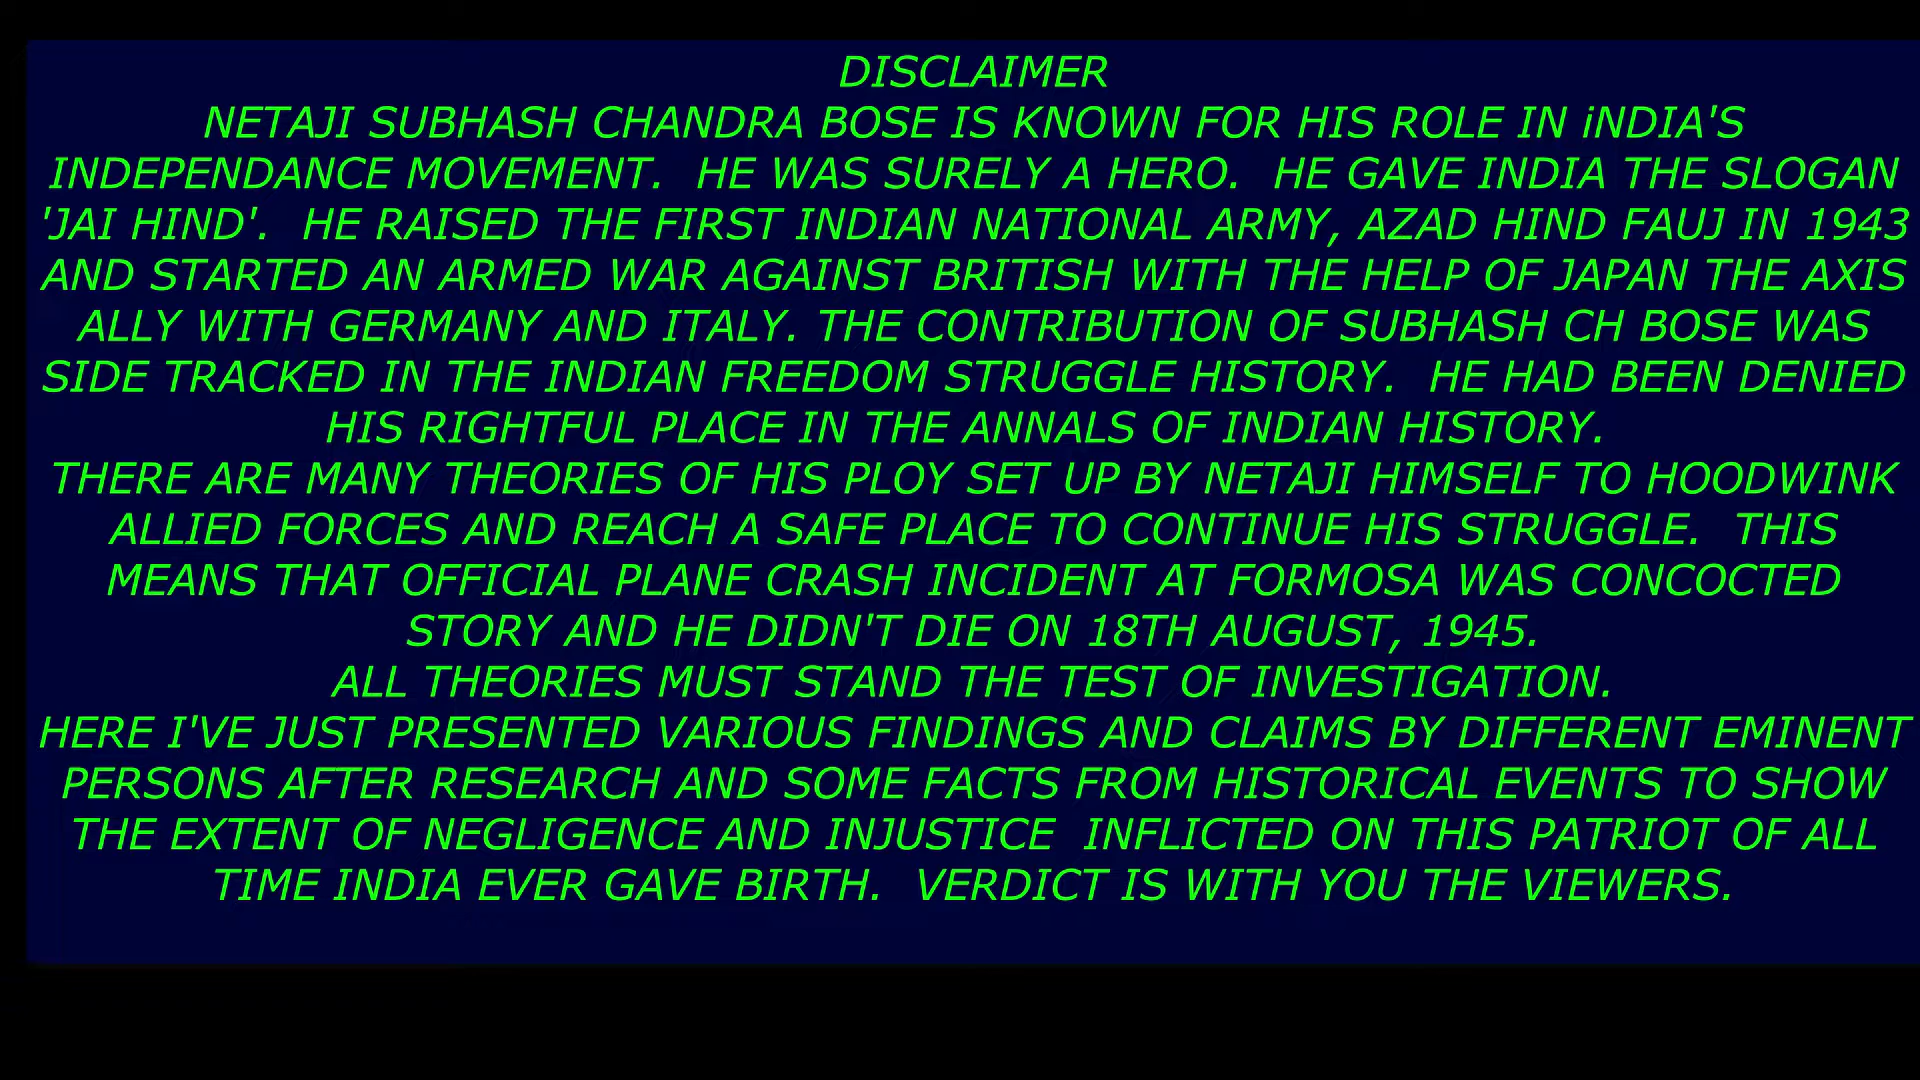 DISCLAIMER
NETAJI SUBHASH CHANDRA BOSE IS KNOWN FOR HIS ROLE IN iNDIA'S
INDEPENDANCE MOVEMENT.  HE WAS SURELY A HERO.  HE GAVE INDIA THE SLOGAN
'JAI HIND'.  HE RAISED THE FIRST INDIAN NATIONAL ARMY, AZAD HIND FAUJ IN 1943
AND STARTED AN ARMED WAR AGAINST BRITISH WITH THE HELP OF JAPAN THE AXIS
ALLY WITH GERMANY AND ITALY. THE CONTRIBUTION OF SUBHASH CH BOSE WAS
SIDE TRACKED IN THE INDIAN FREEDOM STRUGGLE HISTORY.  HE HAD BEEN DENIED
HIS RIGHTFUL PLACE IN THE ANNALS OF INDIAN HISTORY.
THERE ARE MANY THEORIES OF HIS PLOY SET UP BY NETAJI HIMSELF TO HOODWINK
ALLIED FORCES AND REACH A SAFE PLACE TO CONTINUE HIS STRUGGLE.  THIS
MEANS THAT OFFICIAL PLANE CRASH INCIDENT AT FORMOSA WAS CONCOCTED
STORY AND HE DIDN'T DIE ON 18TH AUGUST, 1945.
ALL THEORIES MUST STAND THE TEST OF INVESTIGATION.
HERE I'VE JUST PRESENTED VARIOUS FINDINGS AND CLAIMS BY DIFFERENT EMINENT
PERSONS AFTER RESEARCH AND SOME FACTS FROM HISTORICAL EVENTS TO SHOW
THE EXTENT OF NEGLIGENCE AND INJUSTICE  INFLICTED ON THIS PATRIOT OF ALL
TIME INDIA EVER GAVE BIRTH.  VERDICT IS WITH YOU THE VIEWERS.